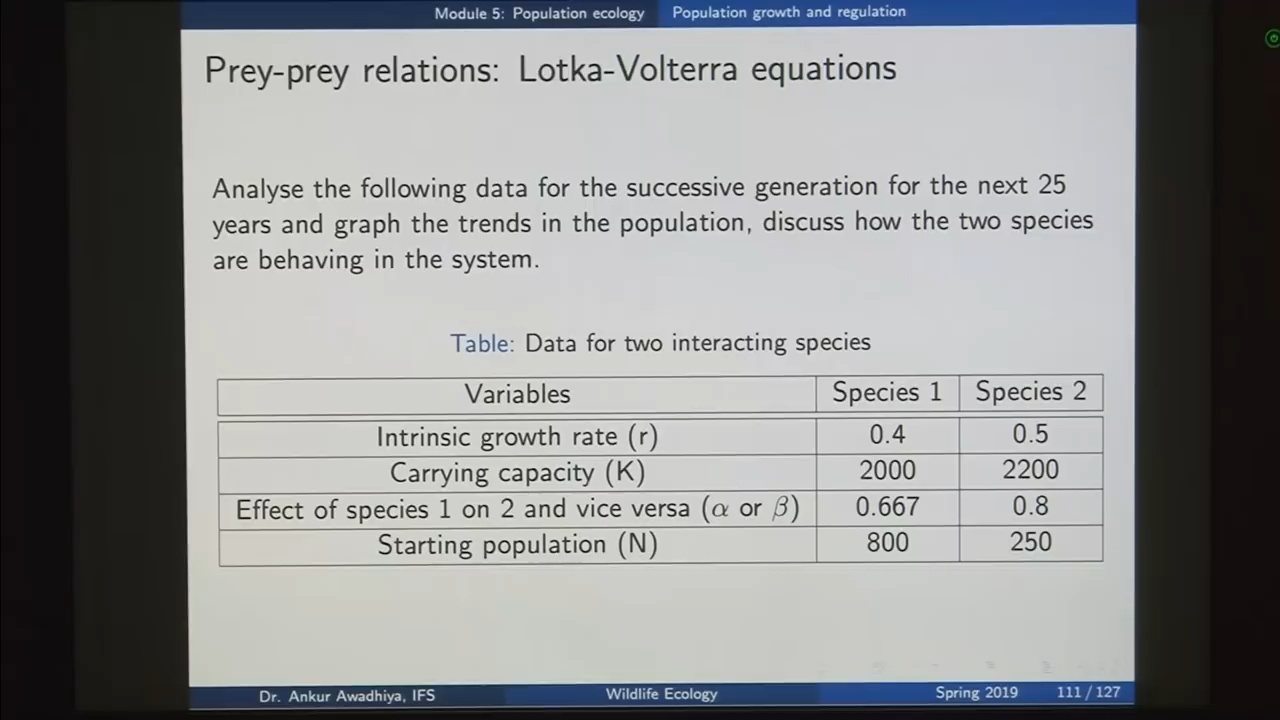 Module 5: Population ecology Population growth and regulation
Prey-prey relations: Lotka-Volterra equations
Analyse the following data for the successive generation for the next 25
years and graph the trends in the population, discuss how the two species
are behaving in the system.
Table: Data for two interacting species
Variables Species 1 Species 2
Intrinsic growth rate (r) 0.4 0.5
Carrying capacity (K) 2000 2200
Effect of species 1 on 2 and vice versa (α or β) 0.667 0.8
Starting population (N) 800 250
Dr. Ankur Awadhiya, IFS Wildlife Ecology Spring 2019 111 / 127